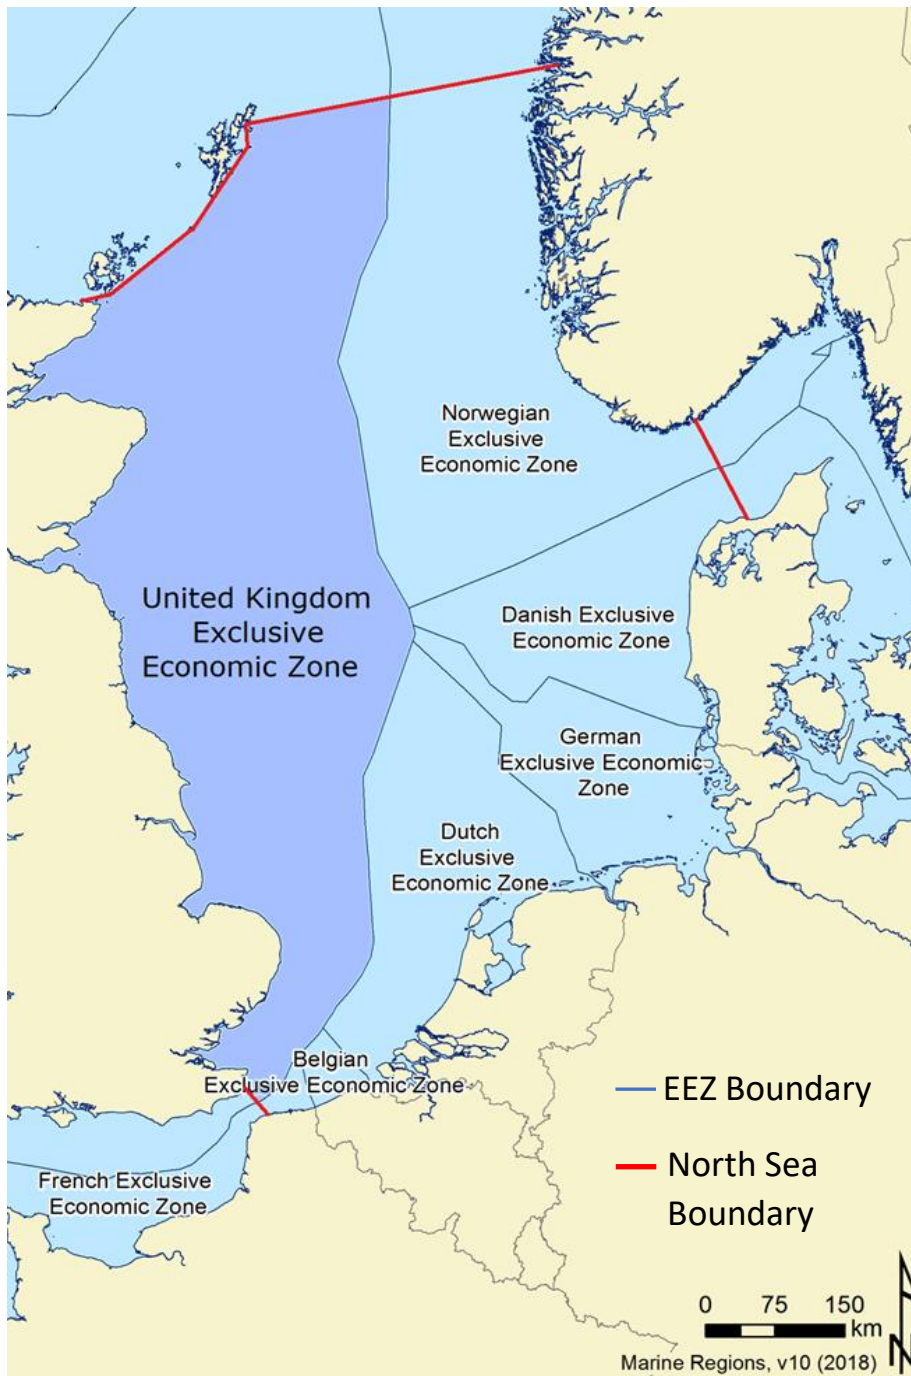 Norwegian
Exclusive
Economic Zone
United Kingdom
Exclusive
Economic Zone
Danish Exclusive
Economic Zone
German
Exclusive Economic
Zone
Dutch
Exclusive
Economic Zone
Belgian
Exclusive Economic Zone
French Exclusive
Economic Zone
EEZ Boundary
North Sea
Boundary
0 75 150
km
N
Marine Regions, v10 (2018)